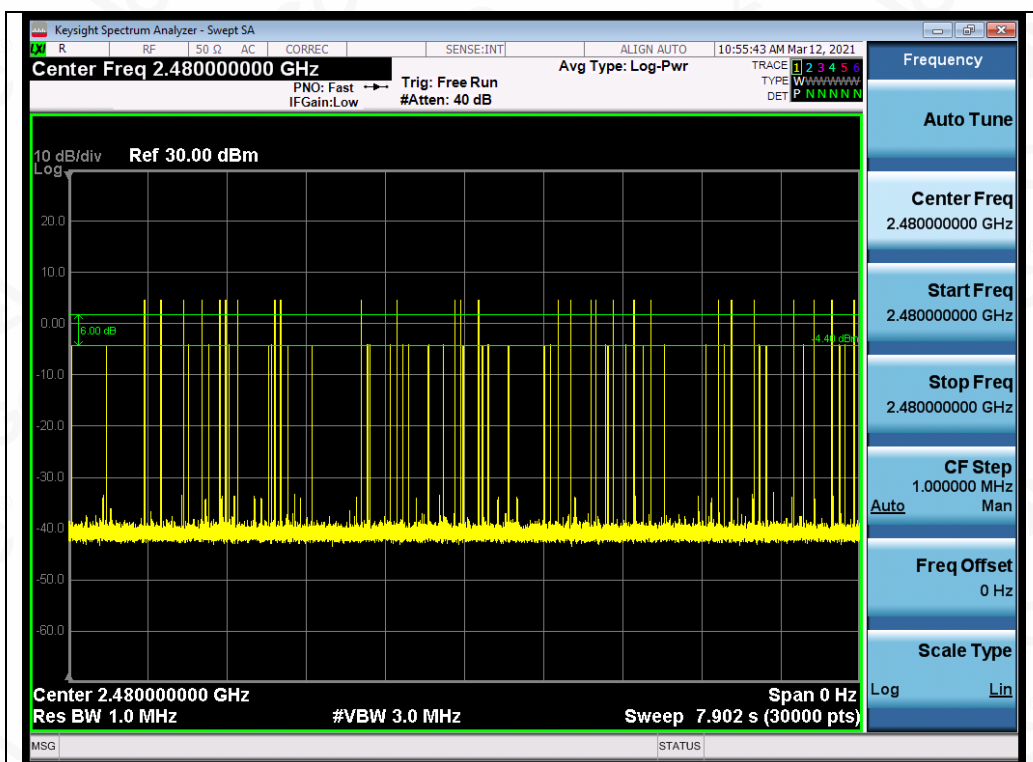 Keysight Spectrum Analyzer - Swept SA
LXI R RF 50 Ω AC CORREC SENSE:INT ALIGN AUTO 10:55:43 AM Mar 12, 2021
Center Freq 2.480000000 GHz
PNO: Fast
IFGain:Low
Trig: Free Run
#Atten: 40 dB
Avg Type: Log-Pwr
TRACE 1 2 3 4 5 6
TYPE W W W W W W
DET P N N N N N
10 dB/div Ref 30.00 dBm
Log
20.0
10.0
0.00
6.00 dB
-4.40 dBm
-10.0
-20.0
-30.0
-40.0
-50.0
-60.0
Center 2.480000000 GHz Span 0 Hz
Res BW 1.0 MHz #VBW 3.0 MHz Sweep 7.902 s (30000 pts)
MSG STATUS
Frequency
Auto Tune
Center Freq
2.480000000 GHz
Start Freq
2.480000000 GHz
Stop Freq
2.480000000 GHz
CF Step
1.000000 MHz
Auto Man
Freq Offset
0 Hz
Scale Type
Log Lin